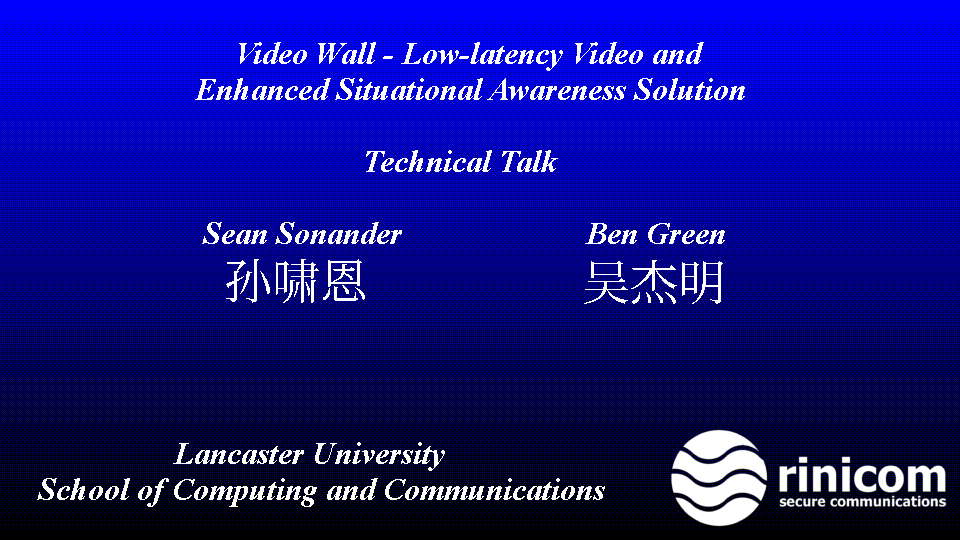 Video Wall - Low-latency Video and
Enhanced Situational Awareness Solution
Technical Talk
Sean Sonander
Ben Green
孙啸恩
吴杰明
Lancaster University
School of Computing and Communications
rinicom
secure communications